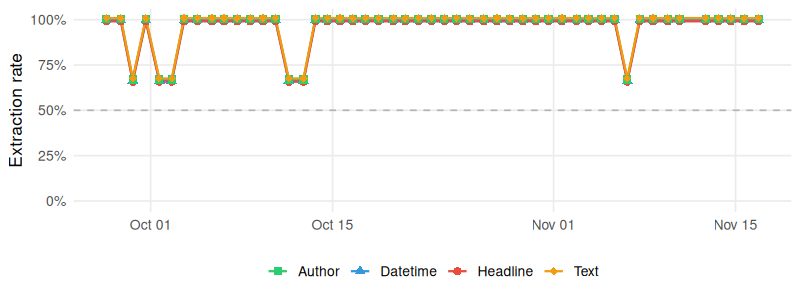 Extraction rate
100%
75%
50%
25%
0%
Oct 01 Oct 15 Nov 01 Nov 15
Author Datetime Headline Text